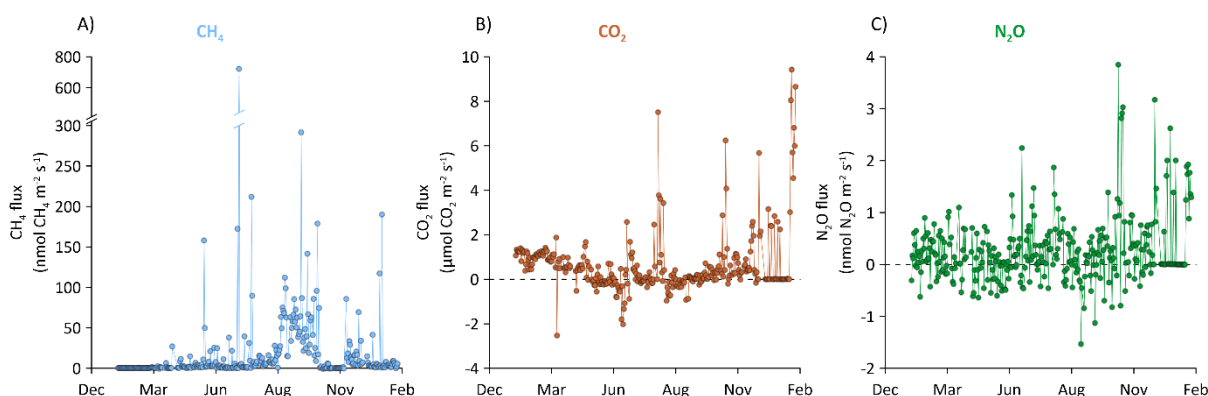 A)
CH₄
CH₄ flux
(nmol CH₄ m⁻² s⁻¹)
800
600
300
250
200
150
100
50
0
Dec
Mar
Jun
Aug
Nov
Feb
B)
CO₂
CO₂ flux
(μmol CO₂ m⁻² s⁻¹)
10
8
6
4
2
0
-2
-4
Dec
Mar
Jun
Aug
Nov
Feb
C)
N₂O
N₂O flux
(nmol N₂O m⁻² s⁻¹)
4
3
2
1
0
-1
-2
Dec
Mar
Jun
Aug
Nov
Feb